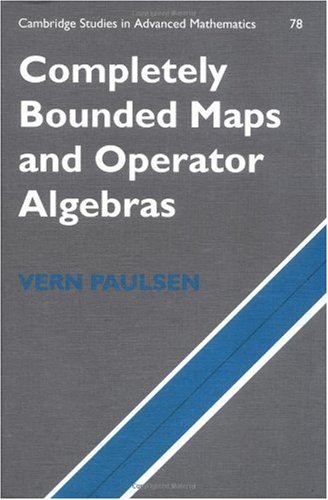 Cambridge Studies in Advanced Mathematics 78
Completely
Bounded Maps
and Operator
Algebras
VERN PAULSEN